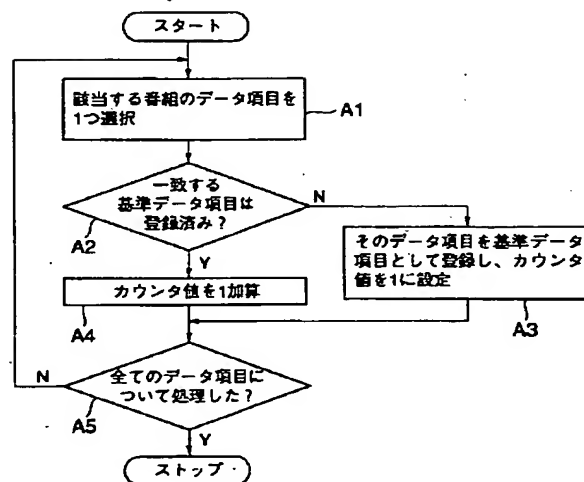 スタート
該当する番組のデータ項目を
1つ選択
A1
一致する
基準データ項目は
登録済み?
N
A2
Y
そのデータ項目を基準データ
項目として登録し、カウンタ
値を1に設定
A3
カウンタ値を1加算
A4
N
全てのデータ項目に
ついて処理した?
A5
Y
ストップ